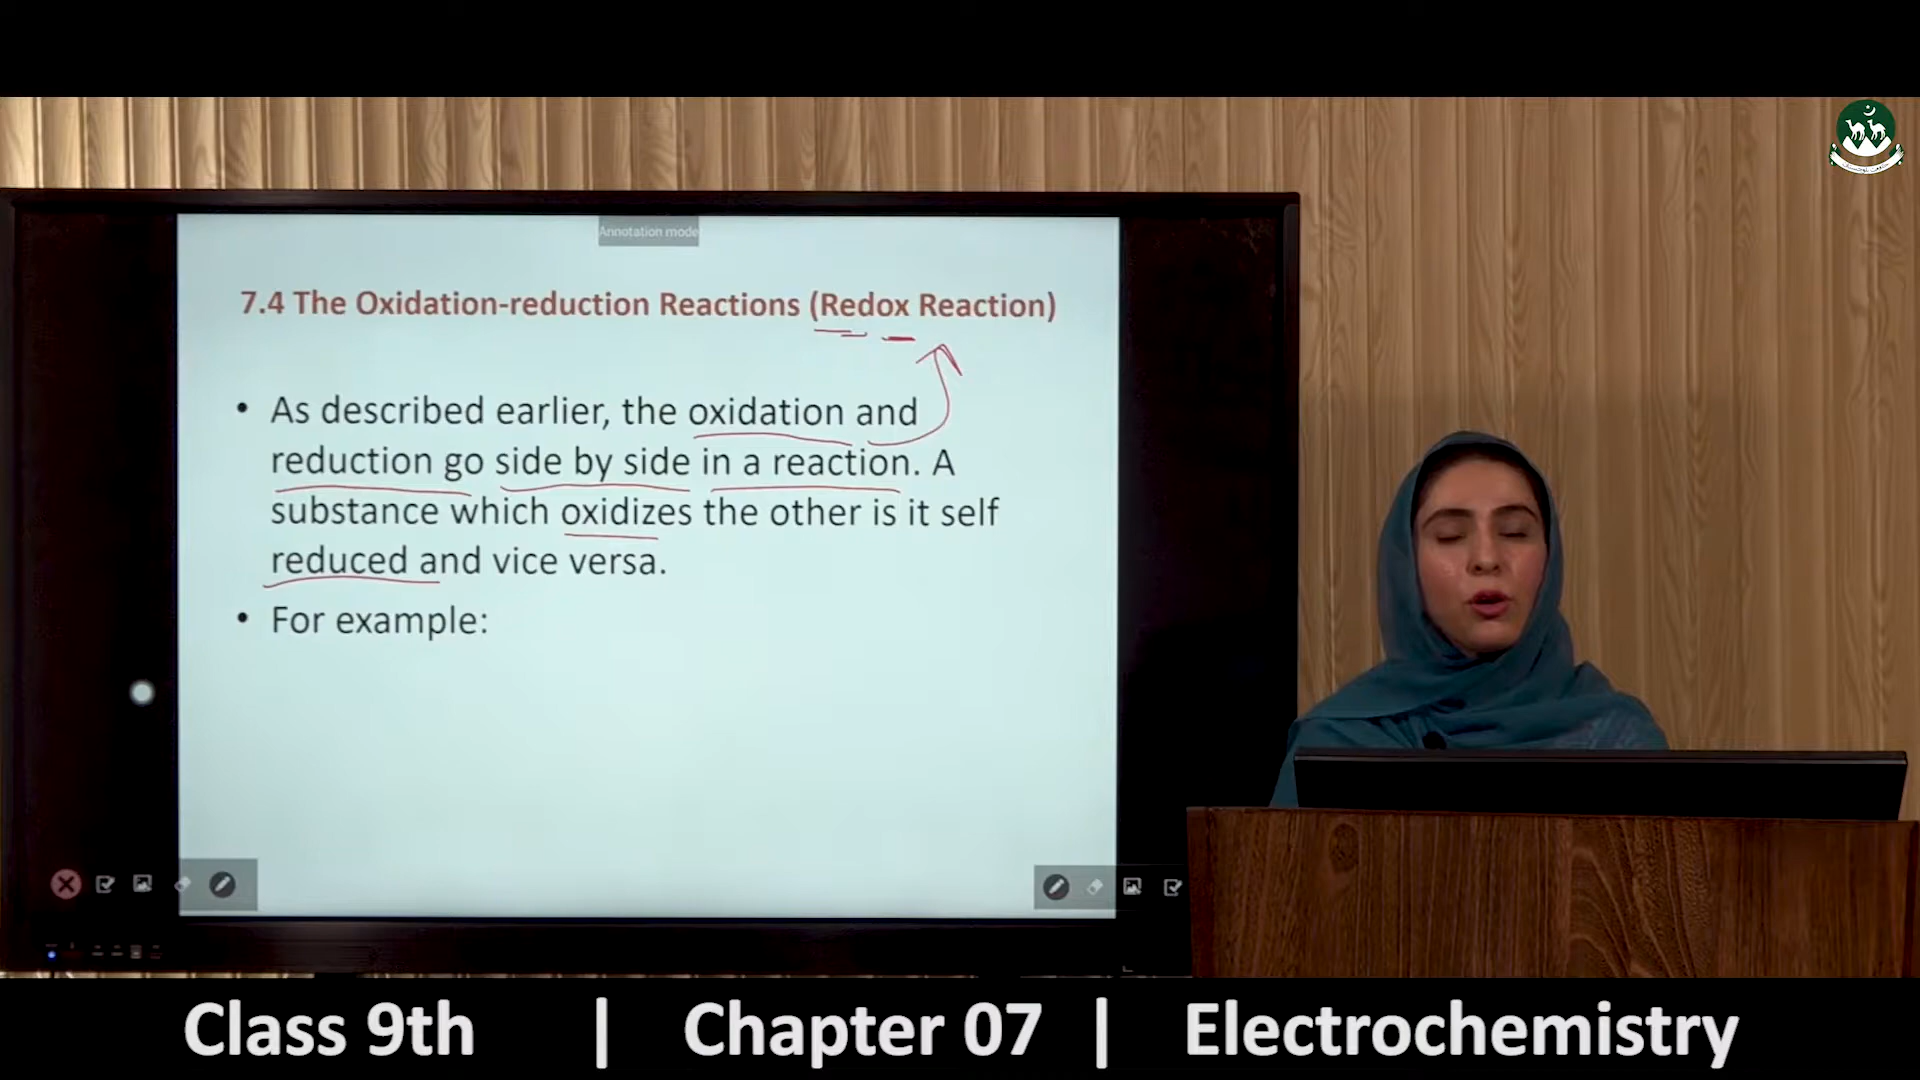 Annotation mode
7.4 The Oxidation-reduction Reactions (Redox Reaction)
• As described earlier, the oxidation and
reduction go side by side in a reaction. A
substance which oxidizes the other is it self
reduced and vice versa.
• For example:
Class 9th | Chapter 07 | Electrochemistry